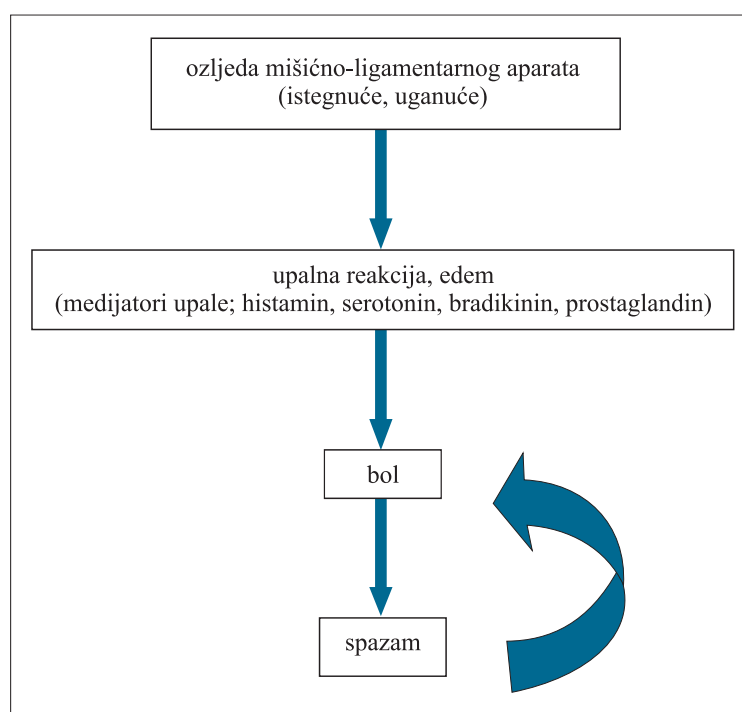 ozljeda mišićno-ligamentarnog aparata
(istegnuće, uganuće)
upalna reakcija, edem
(medijatori upale; histamin, serotonin, bradikinin, prostaglandin)
bol
spazam